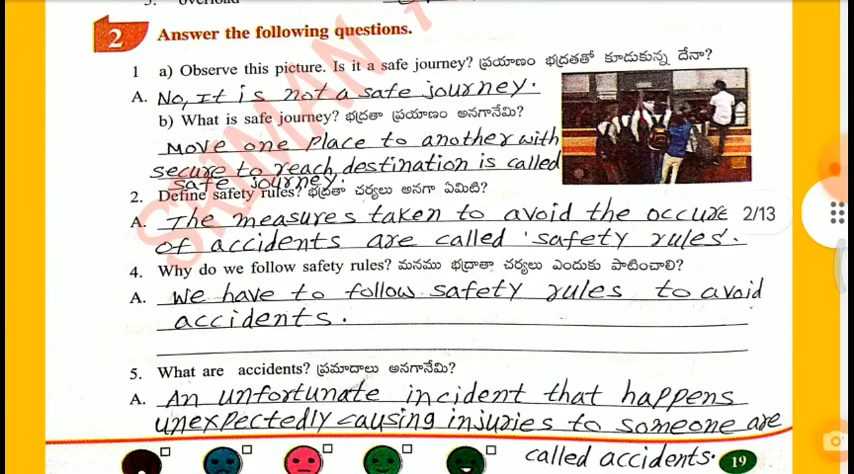 5. overload
2 Answer the following questions.
1 a) Observe this picture. Is it a safe journey? ప్రయాణం భద్రతతో కూడుకున్న దేనా?
A. No, It is not a safe journey.
b) What is safe journey? భద్రతా ప్రయాణం అనగానేమి?
Move one place to another with
secure to reach destination is called
safe journey.
2. Define safety rules? భద్రతా చర్యలు అనగా ఏమిటి?
A. The measures taken to avoid the occure
2/13
of accidents are called 'safety rules'.
4. Why do we follow safety rules? మనము భద్రాతా చర్యలు ఎందుకు పాటించాలి?
A. We have to follow safety rules to avoid
accidents.
5. What are accidents? ప్రమాదాలు అనగానేమి?
A. An unfortunate incident that happens
unexpectedly causing injuries to someone are
called accidents.
19